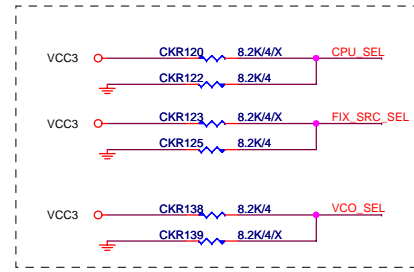 CKR120 8.2K/4/X CPU_SEL
VCC3
CKR122 8.2K/4
CKR123 8.2K/4/X FIX_SRC_SEL
VCC3
CKR125 8.2K/4
CKR138 8.2K/4 VCO_SEL
VCC3
CKR139 8.2K/4/X